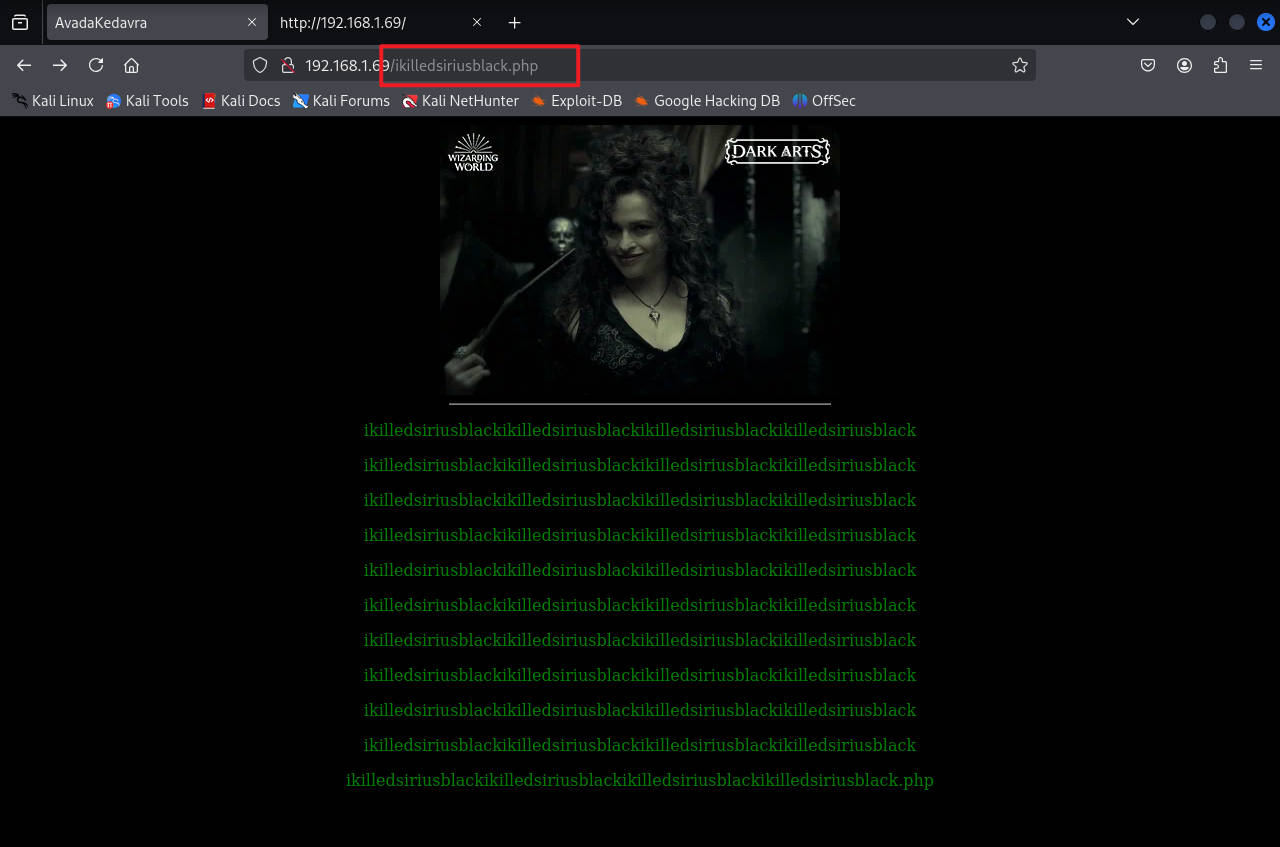 AvadaKedavra
http://192.168.1.69/
192.168.1.69/ikilledsiriusblack.php
Kali Linux Kali Tools Kali Docs Kali Forums Kali NetHunter Exploit-DB Google Hacking DB OffSec
WIZARDING
WORLD
DARK ARTS
ikilledsiriusblackikilledsiriusblackikilledsiriusblackikilledsiriusblack
ikilledsiriusblackikilledsiriusblackikilledsiriusblackikilledsiriusblack
ikilledsiriusblackikilledsiriusblackikilledsiriusblackikilledsiriusblack
ikilledsiriusblackikilledsiriusblackikilledsiriusblackikilledsiriusblack
ikilledsiriusblackikilledsiriusblackikilledsiriusblackikilledsiriusblack
ikilledsiriusblackikilledsiriusblackikilledsiriusblackikilledsiriusblack
ikilledsiriusblackikilledsiriusblackikilledsiriusblackikilledsiriusblack
ikilledsiriusblackikilledsiriusblackikilledsiriusblackikilledsiriusblack
ikilledsiriusblackikilledsiriusblackikilledsiriusblackikilledsiriusblack
ikilledsiriusblackikilledsiriusblackikilledsiriusblackikilledsiriusblack
ikilledsiriusblackikilledsiriusblackikilledsiriusblackikilledsiriusblack.php